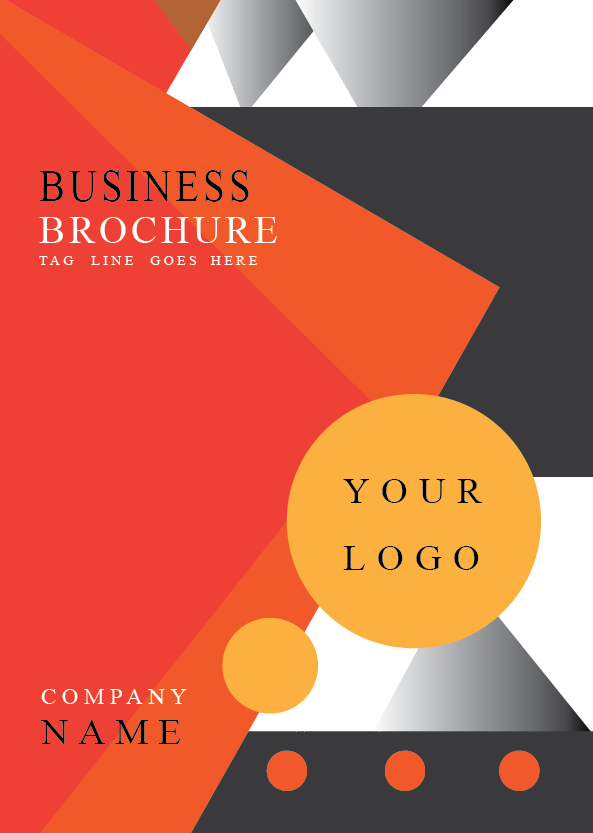 BUSINESS
BROCHURE
TAG LINE GOES HERE
YOUR
LOGO
COMPANY
NAME